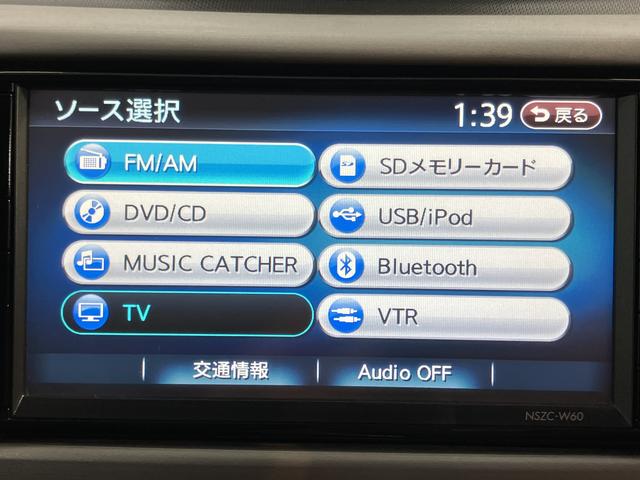 ソース選択
1:39
戻る
FM/AM
SDメモリーカード
DVD/CD
USB/iPod
MUSIC CATCHER
Bluetooth
TV
VTR
交通情報
Audio OFF
NSZC-W60